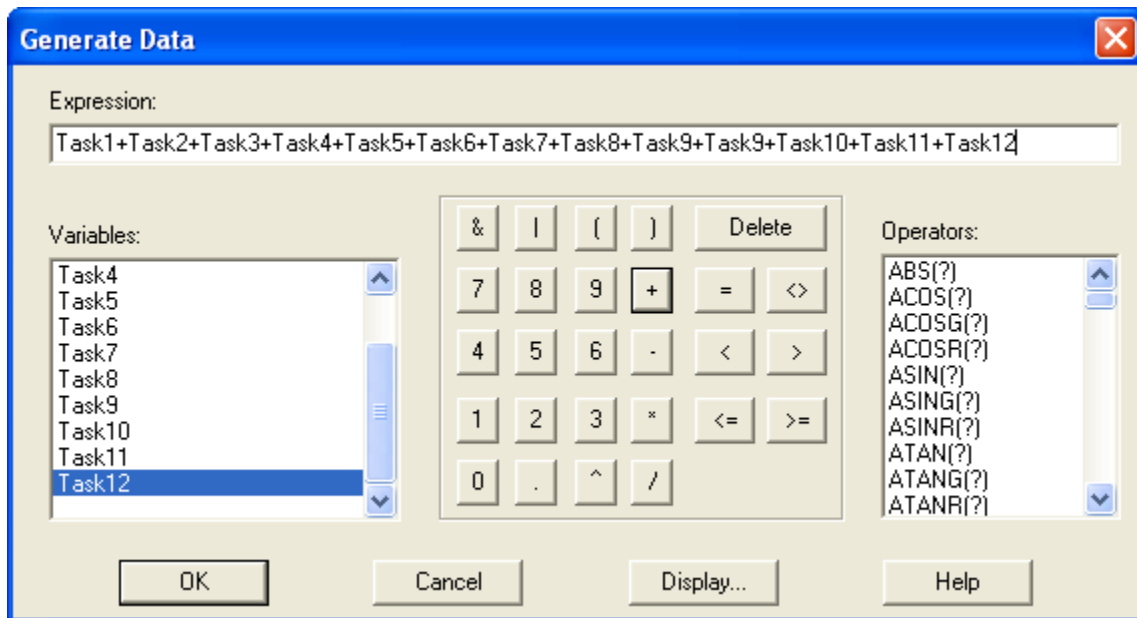 Generate Data
Expression:
Task1+Task2+Task3+Task4+Task5+Task6+Task7+Task8+Task9+Task9+Task10+Task11+Task12
Variables:
Task4
Task5
Task6
Task7
Task8
Task9
Task10
Task11
Task12
& | ( ) Delete
7 8 9 + = <>
4 5 6 - < >
1 2 3 * <= >=
0 . ^ /
Operators:
ABS(?)
ACOS(?)
ACOSG(?)
ACOSR(?)
ASIN(?)
ASING(?)
ASINR(?)
ATAN(?)
ATANG(?)
ATANR(?)
OK Cancel Display... Help